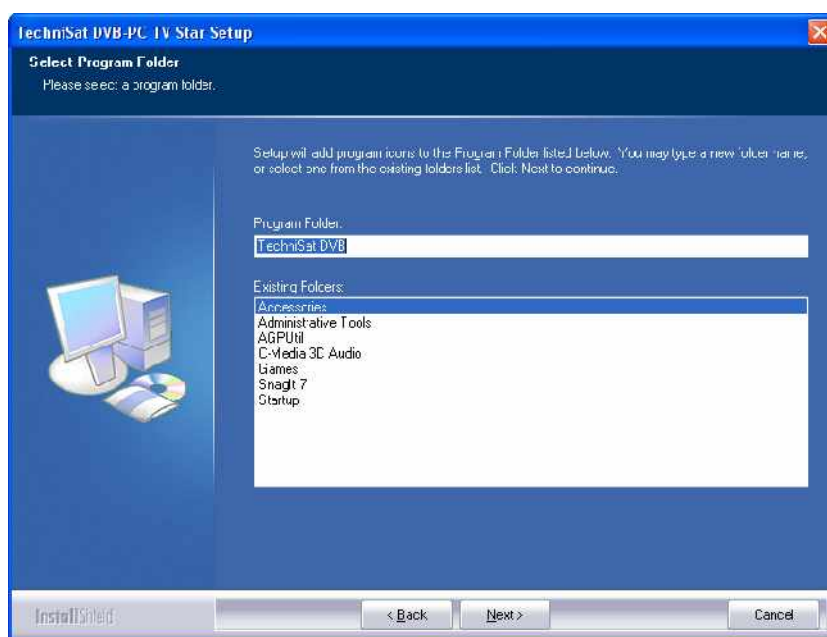 TechniSat DVB-PC TV Star Setup
Select Program Folder
Please select a program folder.
Setup will add program icons to the Program Folder listed below. You may type a new folder name,
or select one from the existing folders list. Click Next to continue.
Program Folder:
TechniSat DVB
Existing Folders:
Accessories
Administrative Tools
AGPUtil
C-Media 3D Audio
Games
SnagIt 7
Startup
InstallShield
< Back
Next >
Cancel